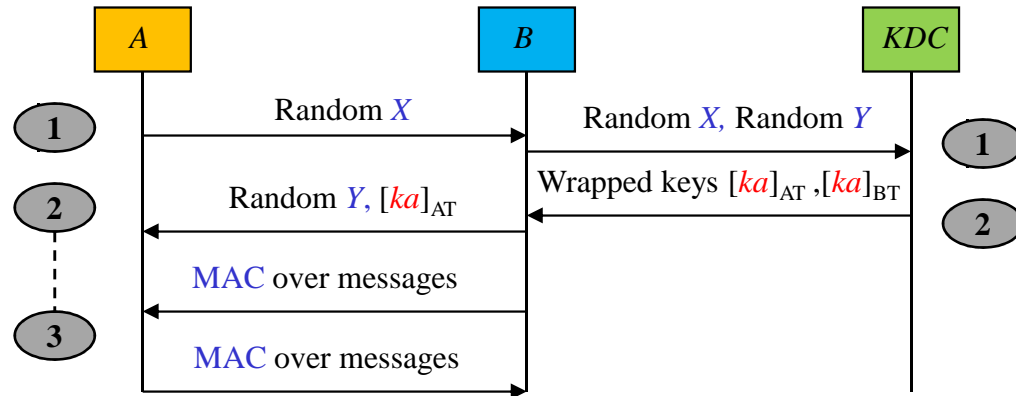 A B KDC
1 Random X Random X, Random Y 1
2 Random Y, [ka]AT Wrapped keys [ka]AT ,[ka]BT 2
MAC over messages
3
MAC over messages